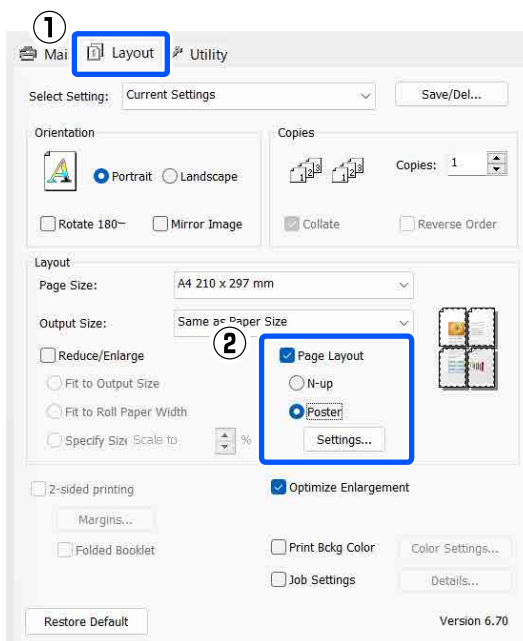 ①
Mai Layout Utility
Select Setting: Current Settings Save/Del...
Orientation Copies
Portrait Landscape Copies: 1
Rotate 180 Mirror Image Collate Reverse Order
Layout
Page Size: A4 210 x 297 mm
Output Size: Same as Paper Size
②
Reduce/Enlarge Page Layout
Fit to Output Size N-up
Fit to Roll Paper Width Poster
Specify Size Scale to % Settings...
2-sided printing Optimize Enlargement
Margins...
Folded Booklet Print Bckg Color Color Settings...
Job Settings Details...
Restore Default Version 6.70